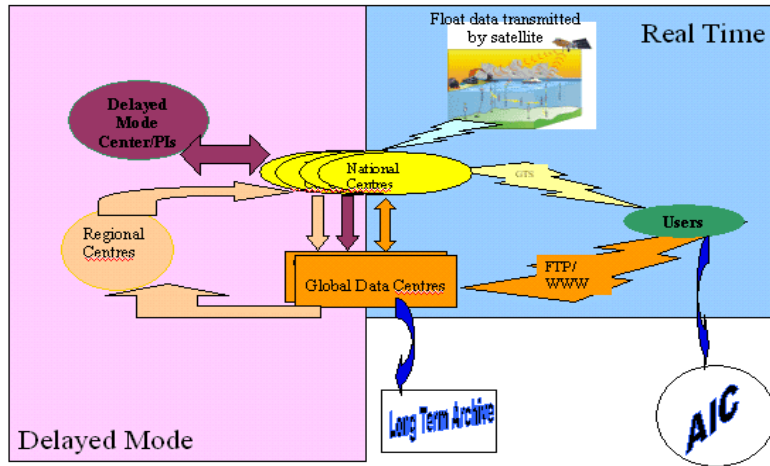 Float data transmitted
by satellite
Real Time
Delayed
Mode
Center/PIs
National
Centres
GTS
Users
Regional
Centres
Global Data Centres
FTP/
WWW
Long Term Archive
AIC
Delayed Mode